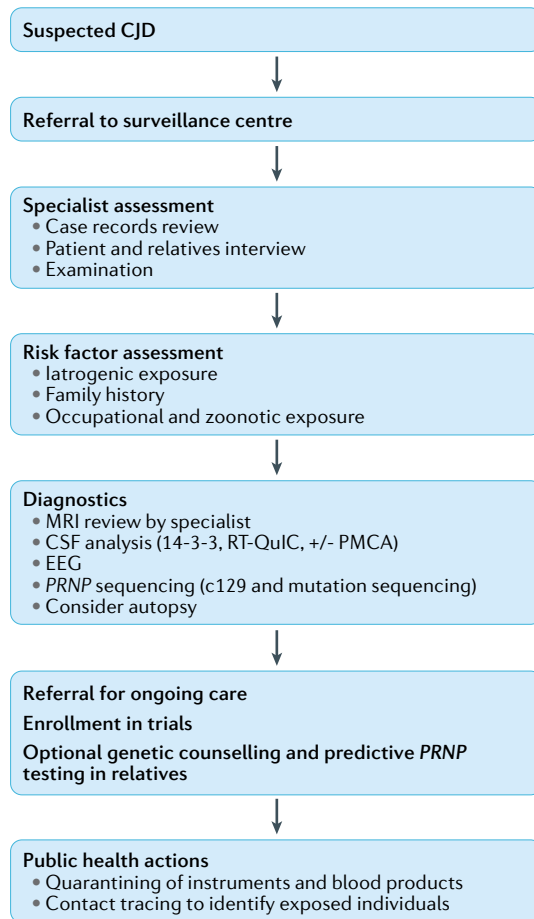 Suspected CJD
Referral to surveillance centre
Specialist assessment
• Case records review
• Patient and relatives interview
• Examination
Risk factor assessment
• Iatrogenic exposure
• Family history
• Occupational and zoonotic exposure
Diagnostics
• MRI review by specialist
• CSF analysis (14-3-3, RT-QuIC, +/- PMCA)
• EEG
• PRNP sequencing (c129 and mutation sequencing)
• Consider autopsy
Referral for ongoing care
Enrollment in trials
Optional genetic counselling and predictive PRNP
testing in relatives
Public health actions
• Quarantining of instruments and blood products
• Contact tracing to identify exposed individuals